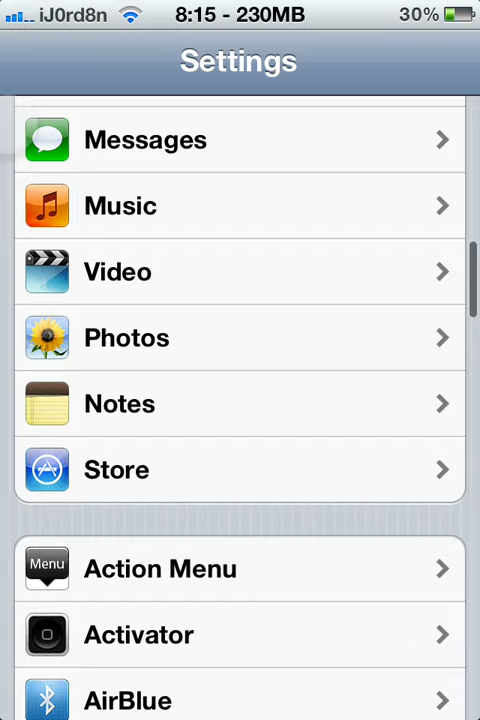 iJ0rd8n 8:15 - 230MB 30%
Settings
Messages
Music
Video
Photos
Notes
Store
Menu Action Menu
Activator
AirBlue